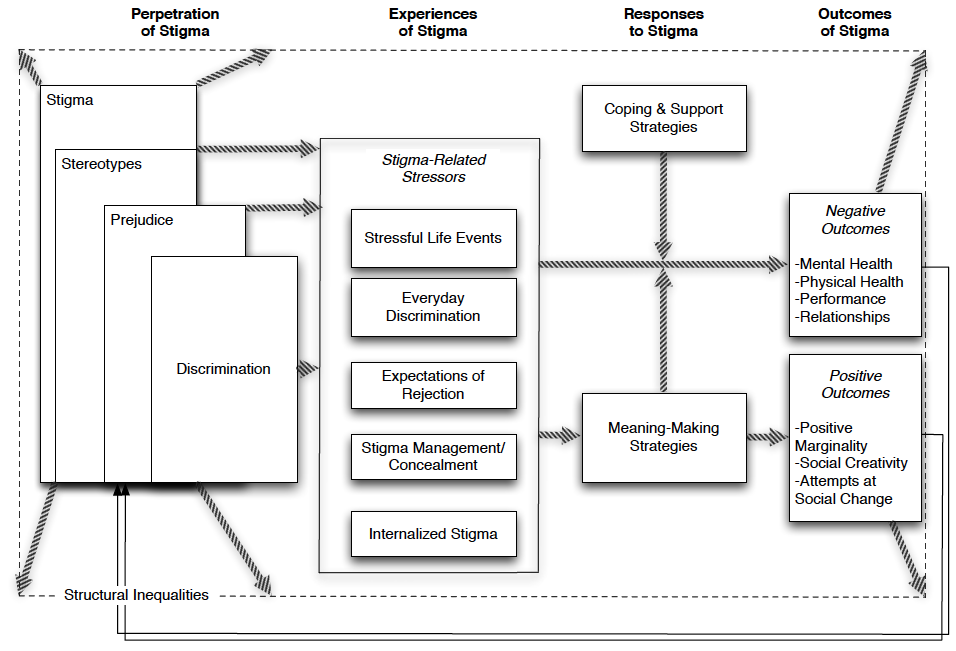 Perpetration
of Stigma
Experiences
of Stigma
Responses
to Stigma
Outcomes
of Stigma
Stigma
Stereotypes
Prejudice
Discrimination
Stigma-Related
Stressors
Stressful Life Events
Everyday
Discrimination
Expectations of
Rejection
Stigma Management/
Concealment
Internalized Stigma
Coping & Support
Strategies
Meaning-Making
Strategies
Negative
Outcomes
-Mental Health
-Physical Health
-Performance
-Relationships
Positive
Outcomes
-Positive
Marginality
-Social Creativity
-Attempts at
Social Change
Structural Inequalities